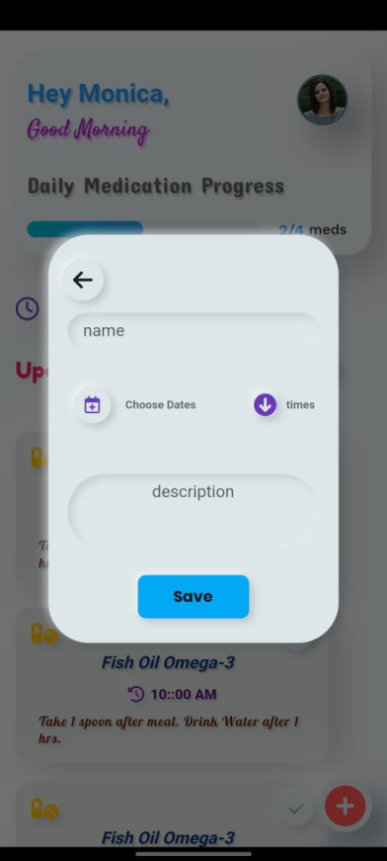 Hey Monica,
Good Morning
Daily Medication Progress
2/4 meds
Up
name
Choose Dates
times
description
Save
Fish Oil Omega-3
10::00 AM
Take 1 spoon after meal. Drink Water after 1
hrs.
Fish Oil Omega-3